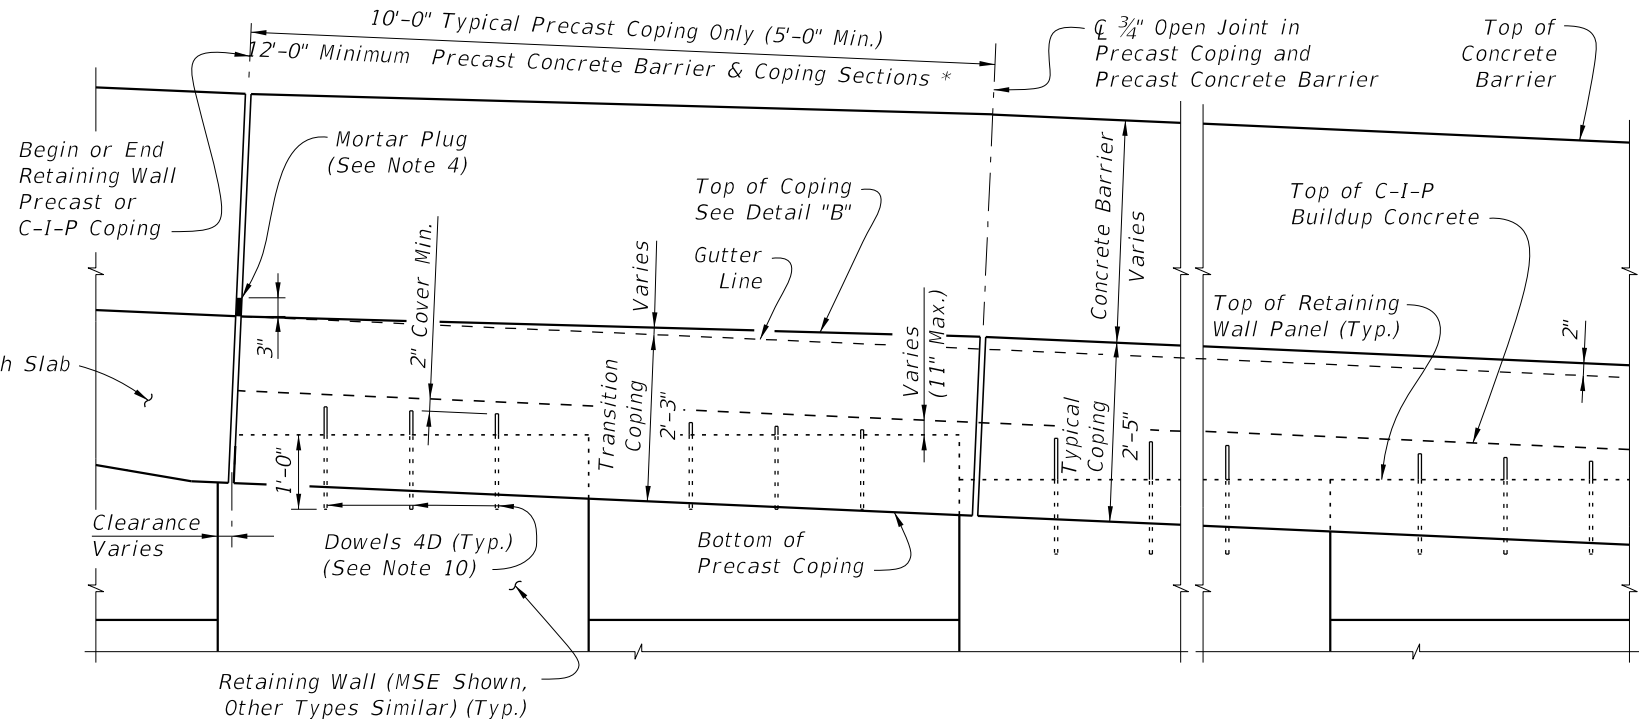 10'-0" Typical Precast Coping Only (5'-0" Min.)
12'-0" Minimum Precast Concrete Barrier & Coping Sections *
℄ ¾" Open Joint in
Precast Coping and
Precast Concrete Barrier
Top of
Concrete
Barrier
Begin or End
Retaining Wall
Precast or
C-I-P Coping
Mortar Plug
(See Note 4)
Top of Coping
See Detail "B"
Gutter
Line
Concrete Barrier
Varies
Top of C-I-P
Buildup Concrete
Top of Retaining
Wall Panel (Typ.)
2"
3"
2" Cover Min.
Varies
Varies
(11" Max.)
h Slab
Transition
Coping
2'-3"
Typical
Coping
2'-5"
1'-0"
Clearance
Varies
Dowels 4D (Typ.)
(See Note 10)
Bottom of
Precast Coping
Retaining Wall (MSE Shown,
Other Types Similar) (Typ.)